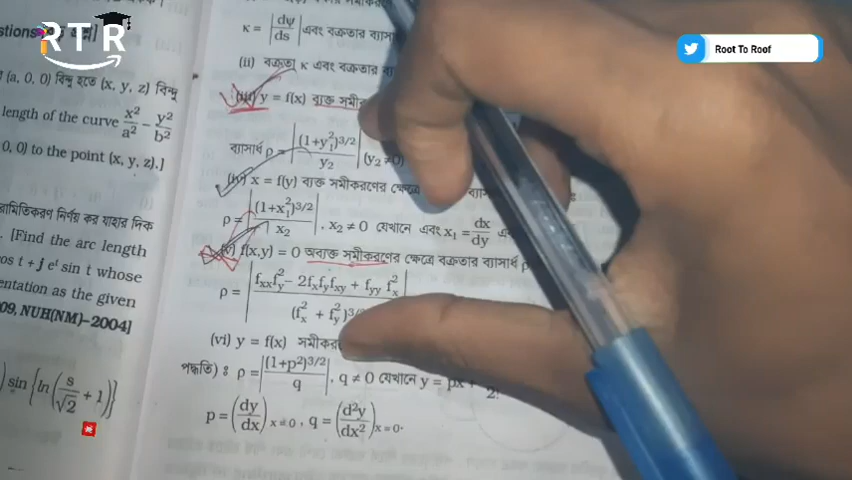 RTR
Root To Roof
stions
κ = |dψ/ds| এবং বক্রতার ব্যাসা
(ii) বক্রতা κ এবং বক্রতার ব
(a, 0, 0) বিন্দু হতে (x, y, z) বিন্দু
(iii) y = f(x) ব্যক্ত সমীক
length of the curve x²/a² − y²/b²
ব্যাসার্ধ ρ = |(1+y₁²)^3/2 / y₂| (y₂ ≠ 0)
0, 0) to the point (x, y, z).]
(iv) x = f(y) ব্যক্ত সমীকরণের ক্ষেত্রে ব
ρ = |(1+x₁²)^3/2 / x₂|, x₂ ≠ 0 যেখানে এবং x₁ = dx/dy
রামিতিকরণ নির্ণয় কর যাহার দিক
. [Find the arc length
(v) f(x,y) = 0 অব্যক্ত সমীকরণের ক্ষেত্রে বক্রতার ব্যাসার্ধ
cos t + j eᵗ sin t whose
ρ = |fₓₓf_y² − 2fₓf_yfₓy + f_yy fₓ² / (fₓ² + f_y²)^3/
entation as the given
09, NUH(NM)–2004]
(vi) y = f(x) সমীকর
পদ্ধতি) : ρ = |(1+p²)^3/2 / q|, q ≠ 0 যেখানে y = px + 2!
) sin {ln (s/√2 + 1)}
p = (dy/dx) x = 0, q = (d²y/dx²) x = 0.